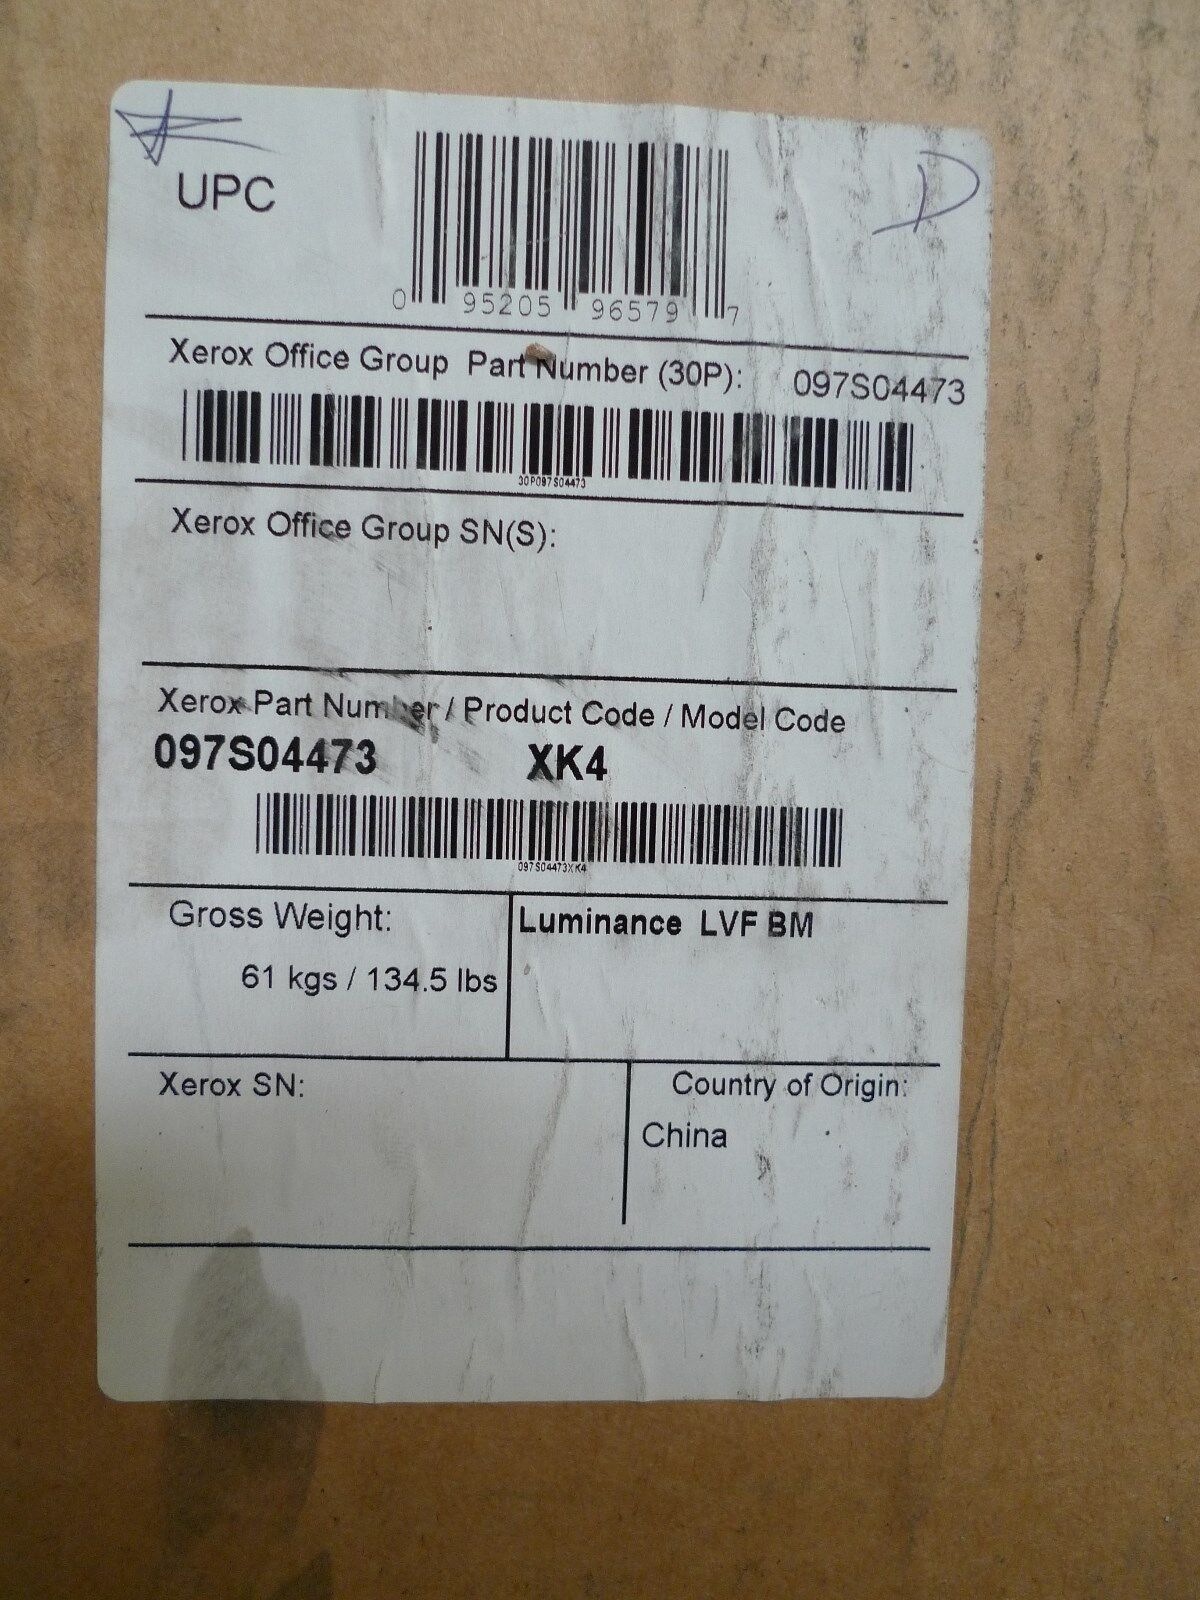 UPC
0 95205 96579 7
Xerox Office Group Part Number (30P): 097S04473
30P097S04473
Xerox Office Group SN(S):
Xerox Part Number / Product Code / Model Code
097S04473 XK4
097S04473XK4
Gross Weight:
Luminance LVF BM
61 kgs / 134.5 lbs
Xerox SN:
Country of Origin:
China